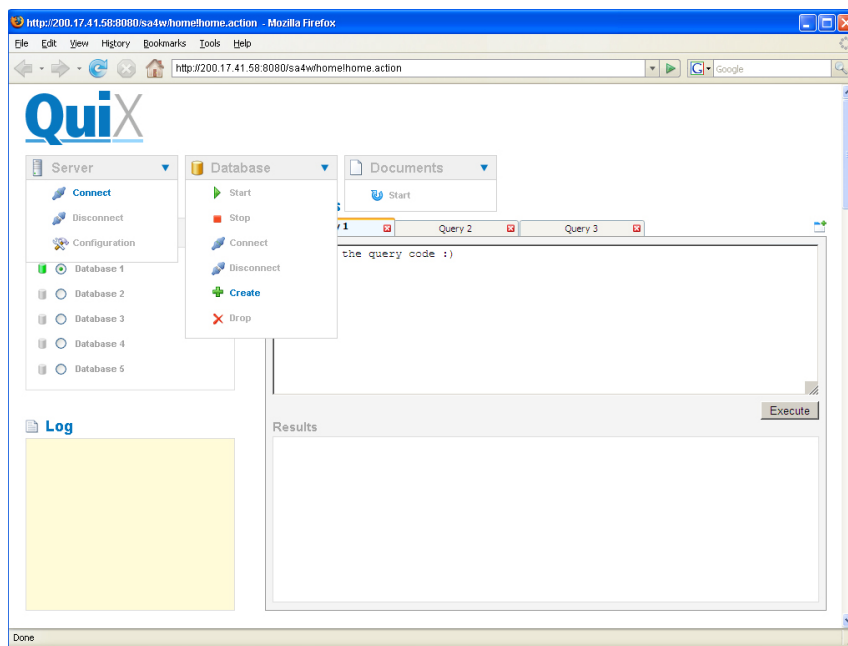 http://200.17.41.58:8080/sa4w/home!home.action - Mozilla Firefox
File Edit View History Bookmarks Tools Help
http://200.17.41.58:8080/sa4w/home!home.action
G Google
QuiX
Server Database Documents
Connect Start Start
Disconnect Stop
Configuration Connect
Disconnect
Create
Drop
1 Query 2 Query 3
the query code :)
Database 1
Database 2
Database 3
Database 4
Database 5
Execute
Log
Results
Done